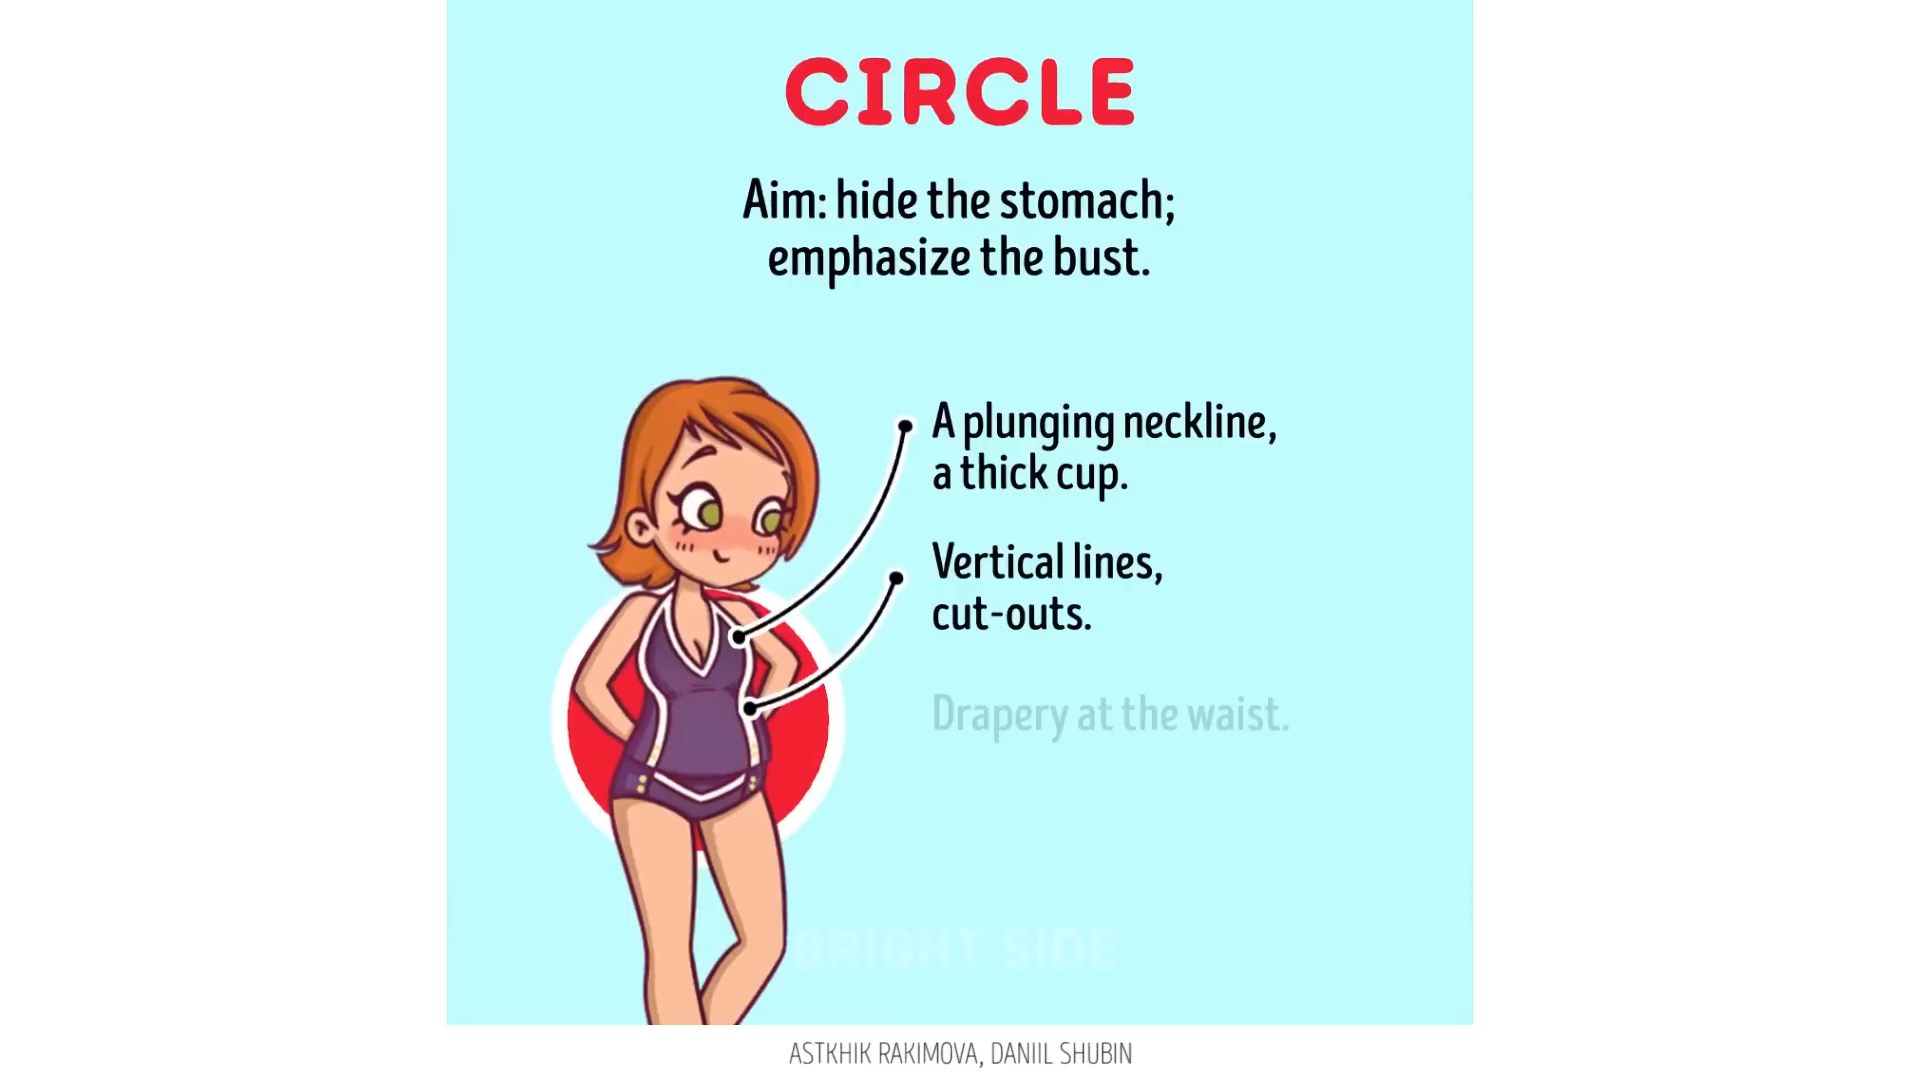 CIRCLE
Aim: hide the stomach;
emphasize the bust.
A plunging neckline,
a thick cup.
Vertical lines,
cut-outs.
Drapery at the waist.
BRIGHT SIDE
ASTKHIK RAKIMOVA, DANIIL SHUBIN